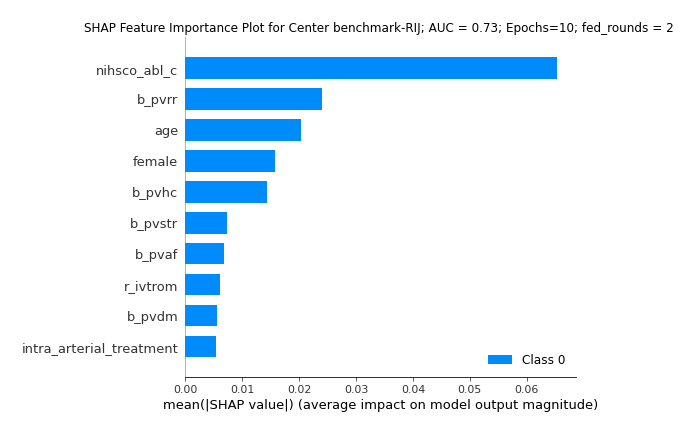 SHAP Feature Importance Plot for Center benchmark-RIJ; AUC = 0.73; Epochs=10; fed_rounds = 2
nihsco_abl_c
b_pvrr
age
female
b_pvhc
b_pvstr
b_pvaf
r_ivtrom
b_pvdm
intra_arterial_treatment
Class 0
0.00 0.01 0.02 0.03 0.04 0.05 0.06
mean(|SHAP value|) (average impact on model output magnitude)